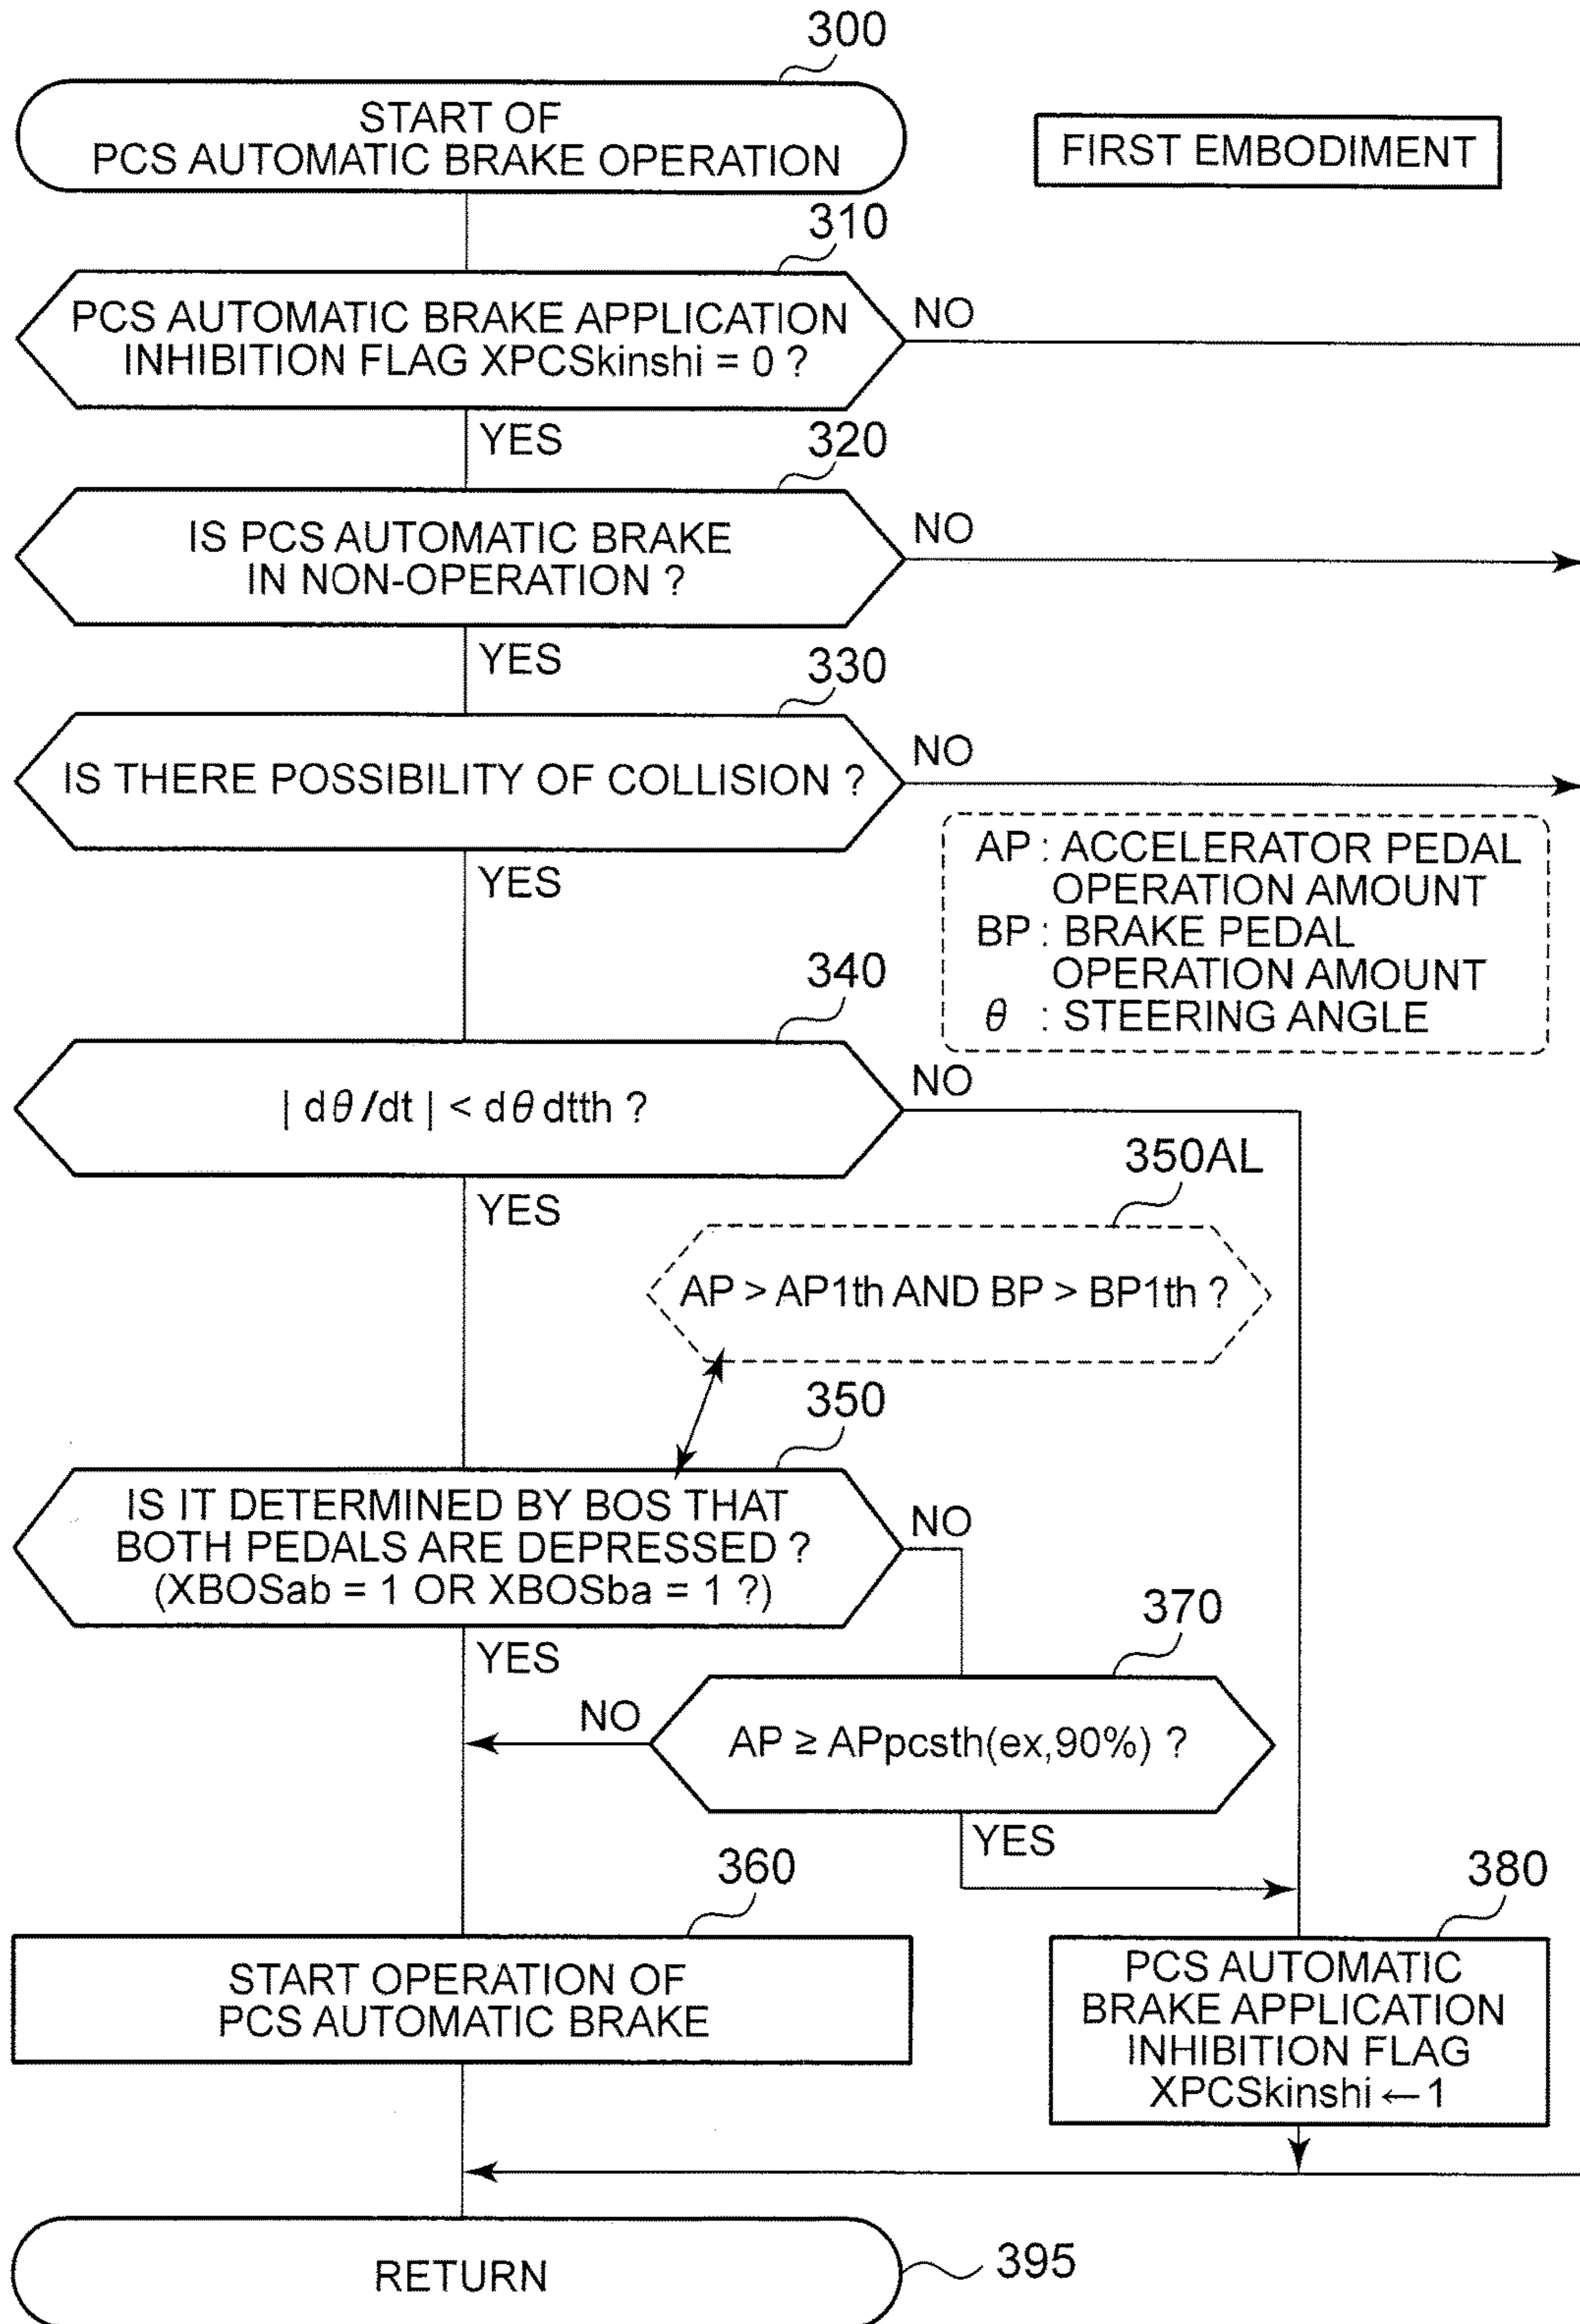 300
START OF
PCS AUTOMATIC BRAKE OPERATION
FIRST EMBODIMENT
310
PCS AUTOMATIC BRAKE APPLICATION
INHIBITION FLAG XPCSkinshi = 0 ?
NO
YES
320
IS PCS AUTOMATIC BRAKE
IN NON-OPERATION ?
NO
YES
330
IS THERE POSSIBILITY OF COLLISION ?
NO
YES
AP : ACCELERATOR PEDAL
OPERATION AMOUNT
BP : BRAKE PEDAL
OPERATION AMOUNT
θ : STEERING ANGLE
340
| dθ/dt | < dθdtth ?
NO
YES
350AL
AP > AP1th AND BP > BP1th ?
350
IS IT DETERMINED BY BOS THAT
BOTH PEDALS ARE DEPRESSED ?
(XBOSab = 1 OR XBOSba = 1 ?)
NO
YES
370
AP ≥ APpcsth(ex,90%) ?
NO
YES
360
START OPERATION OF
PCS AUTOMATIC BRAKE
380
PCS AUTOMATIC
BRAKE APPLICATION
INHIBITION FLAG
XPCSkinshi ← 1
RETURN
395